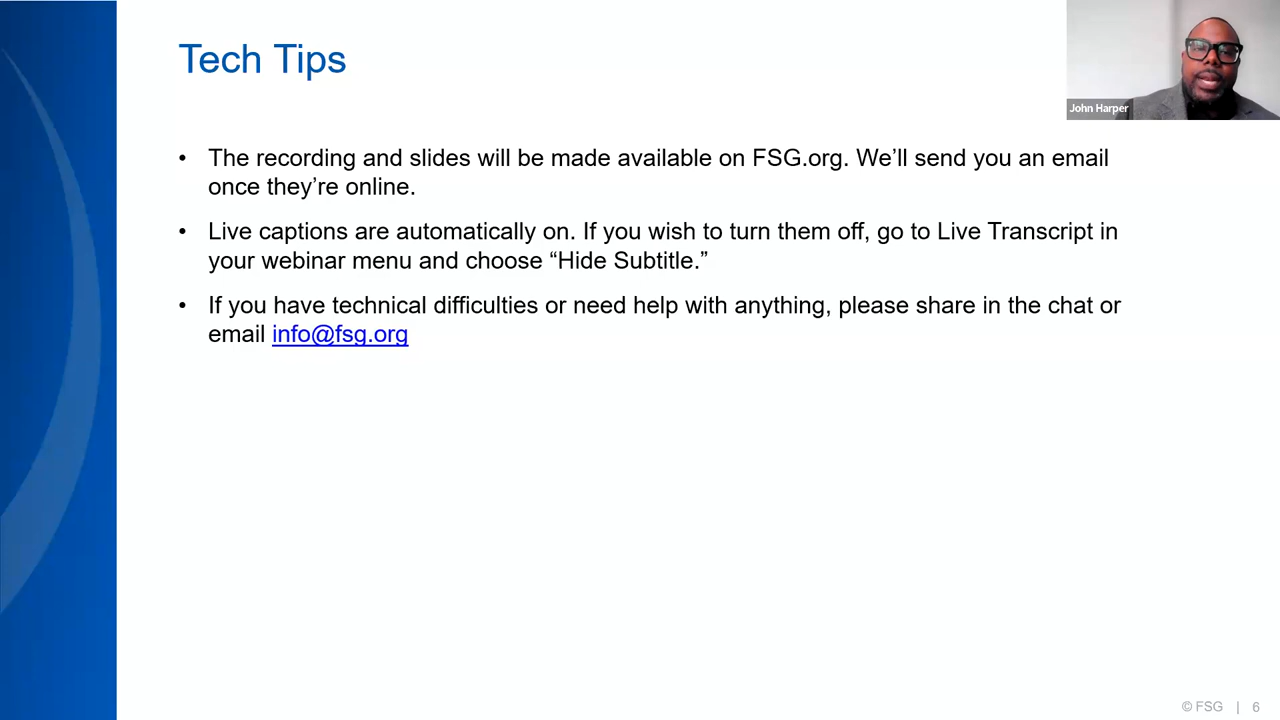 Tech Tips
John Harper
• The recording and slides will be made available on FSG.org. We’ll send you an email
once they’re online.
• Live captions are automatically on. If you wish to turn them off, go to Live Transcript in
your webinar menu and choose “Hide Subtitle.”
• If you have technical difficulties or need help with anything, please share in the chat or
email info@fsg.org
© FSG | 6